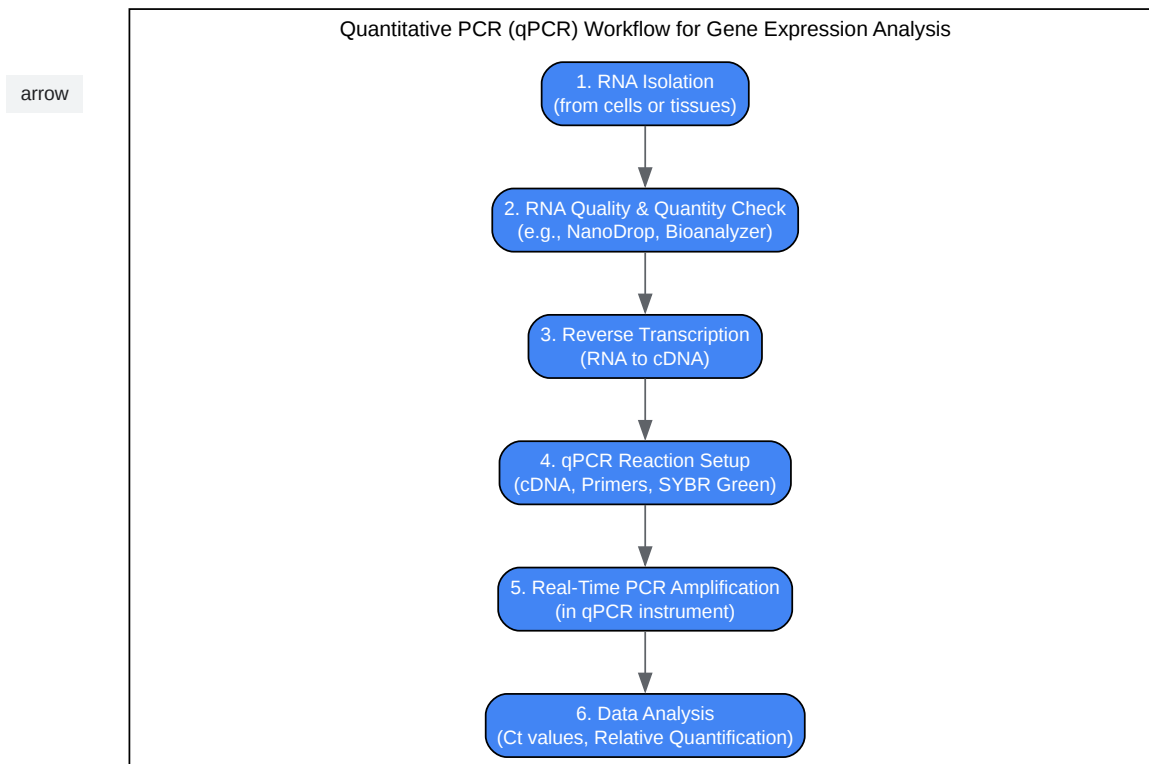 Quantitative PCR (qPCR) Workflow for Gene Expression Analysis
arrow
1. RNA Isolation
(from cells or tissues)
2. RNA Quality & Quantity Check
(e.g., NanoDrop, Bioanalyzer)
3. Reverse Transcription
(RNA to cDNA)
4. qPCR Reaction Setup
(cDNA, Primers, SYBR Green)
5. Real-Time PCR Amplification
(in qPCR instrument)
6. Data Analysis
(Ct values, Relative Quantification)